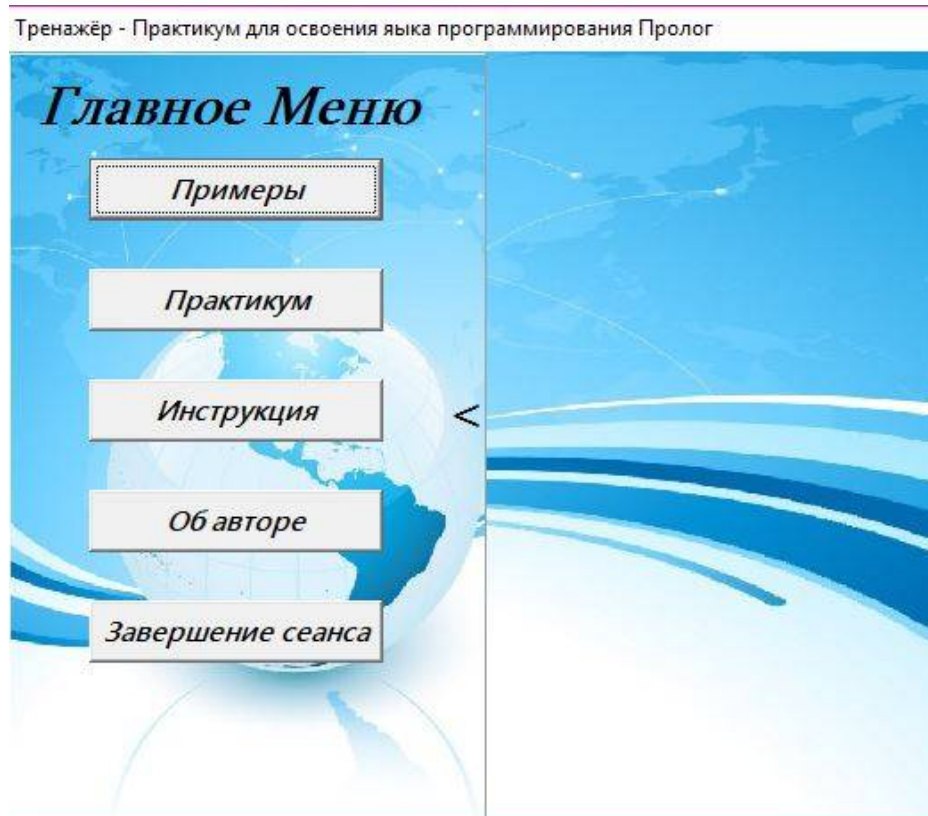 Тренажёр - Практикум для освоения яыка программирования Пролог
Главное Меню
Примеры
Практикум
Инструкция
<
Об авторе
Завершение сеанса